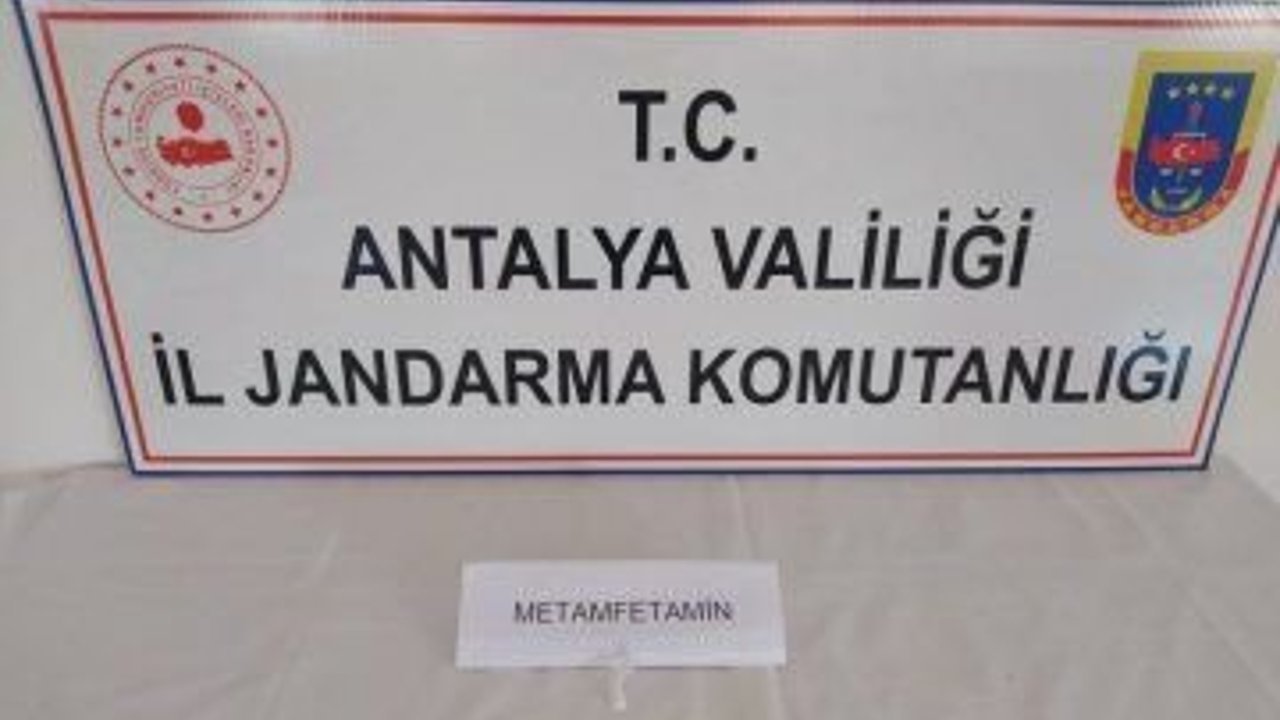 T.C.
ANTALYA VALİLİĞİ
İL JANDARMA KOMUTANLIĞI
METAMFETAMİN